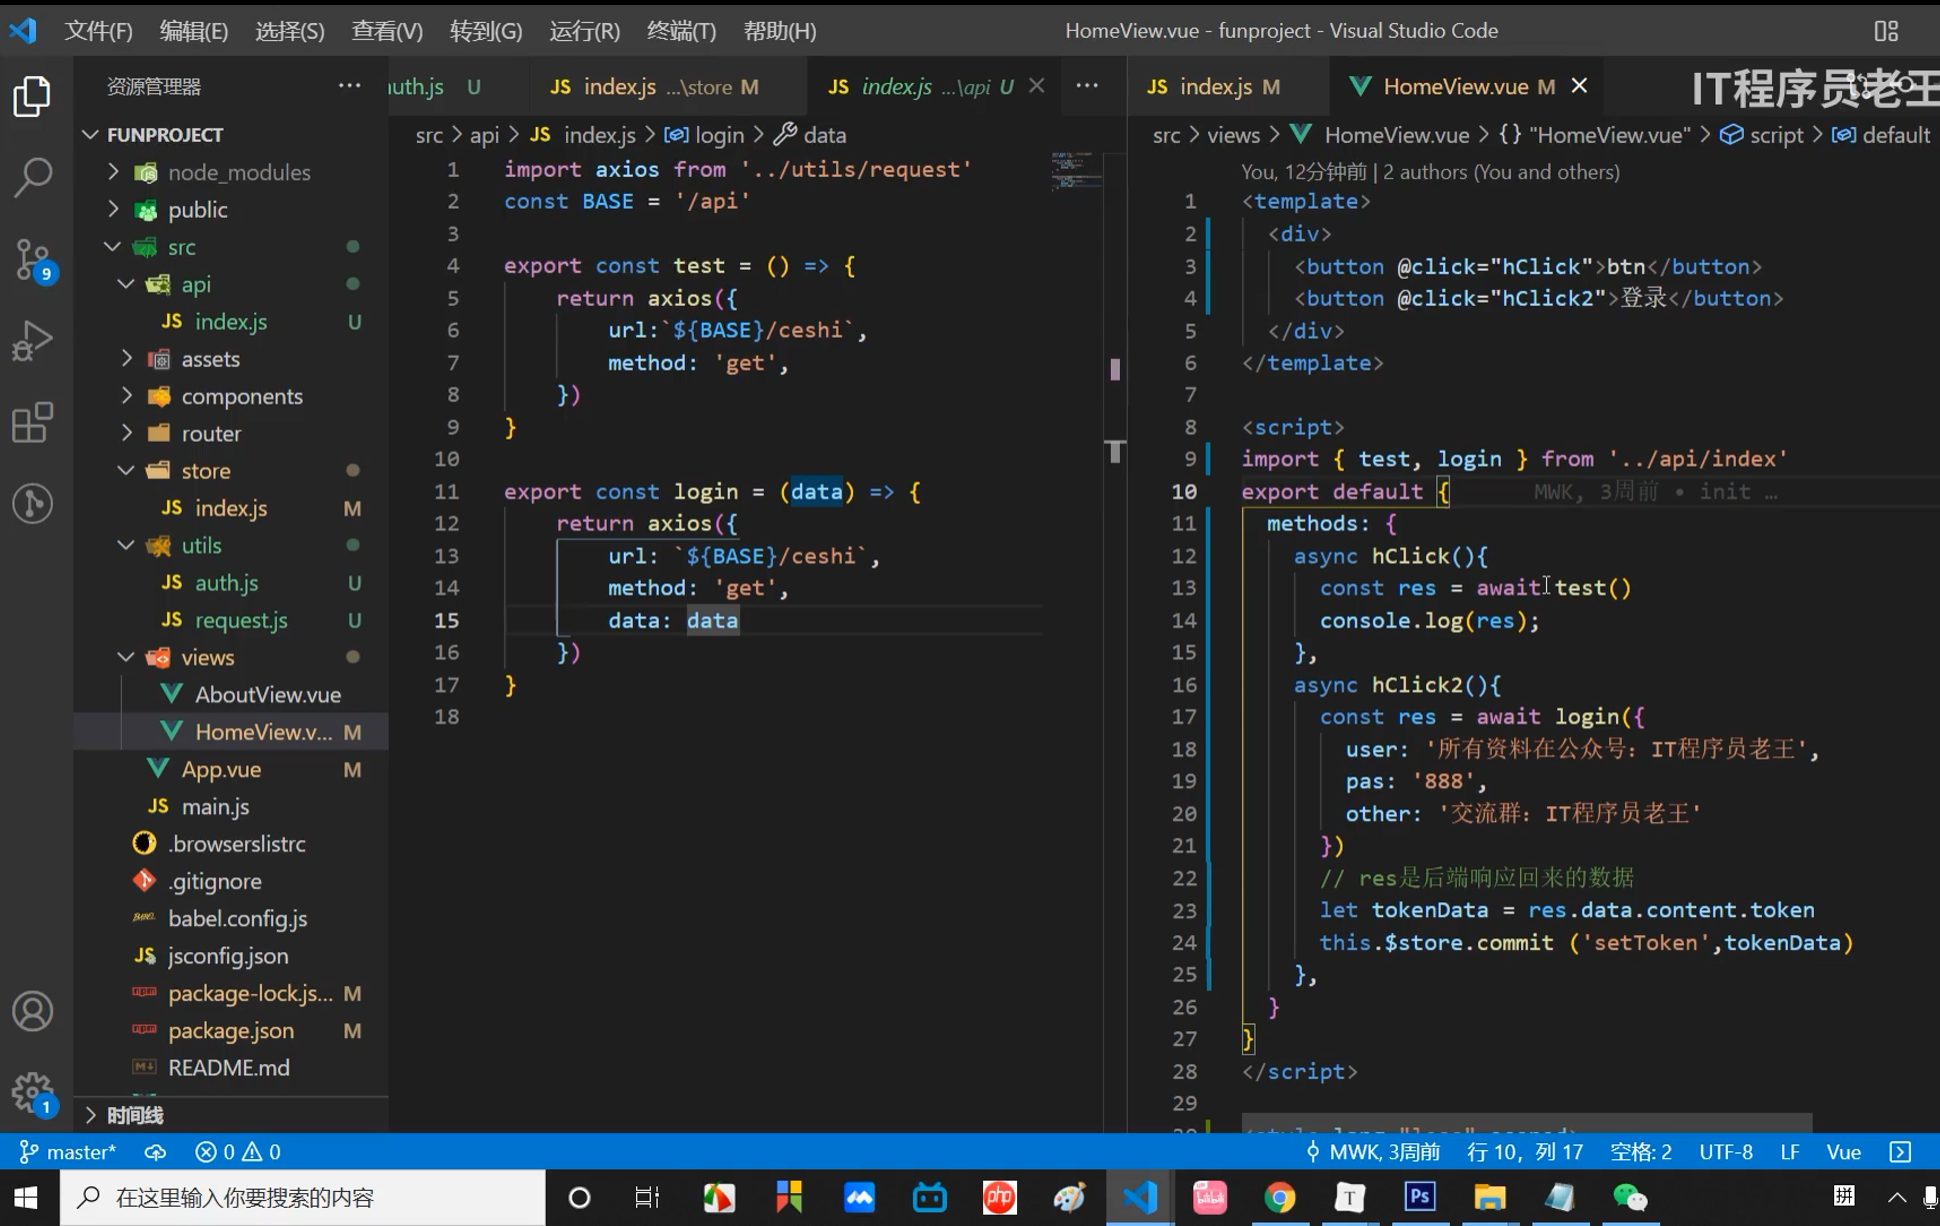 文件(F) 编辑(E) 选择(S) 查看(V) 转到(G) 运行(R) 终端(T) 帮助(H) HomeView.vue - funproject - Visual Studio Code
IT程序员老王
资源管理器 ···
FUNPROJECT
node_modules
public
src
api
JS index.js U
assets
components
router
store
JS index.js M
utils
JS auth.js U
JS request.js U
views
AboutView.vue
HomeView.v... M
App.vue M
JS main.js
.browserslistrc
.gitignore
babel.config.js
JS jsconfig.json
package-lock.js... M
package.json M
README.md
时间线
9
1
uth.js U JS index.js ...\store M JS index.js ...\api U ···
src > api > JS index.js > login > data
1 import axios from '../utils/request'
2 const BASE = '/api'
3
4 export const test = () => {
5 return axios({
6 url:`${BASE}/ceshi`,
7 method: 'get',
8 })
9 }
10
11 export const login = (data) => {
12 return axios({
13 url: `${BASE}/ceshi`,
14 method: 'get',
15 data: data
16 })
17 }
18
JS index.js M HomeView.vue M
src > views > HomeView.vue > {} "HomeView.vue" > script > default
You, 12分钟前 | 2 authors (You and others)
1 <template>
2 <div>
3 <button @click="hClick">btn</button>
4 <button @click="hClick2">登录</button>
5 </div>
6 </template>
7
8 <script>
9 import { test, login } from '../api/index'
10 export default { MWK, 3周前 • init …
11 methods: {
12 async hClick(){
13 const res = await test()
14 console.log(res);
15 },
16 async hClick2(){
17 const res = await login({
18 user: '所有资料在公众号：IT程序员老王',
19 pas: '888',
20 other: '交流群：IT程序员老王'
21 })
22 // res是后端响应回来的数据
23 let tokenData = res.data.content.token
24 this.$store.commit ('setToken',tokenData)
25 },
26 }
27 }
28 </script>
29
master* 0 0 MWK, 3周前 行 10，列 17 空格: 2 UTF-8 LF Vue
在这里输入你要搜索的内容
php
bilibili
T
Ps
拼